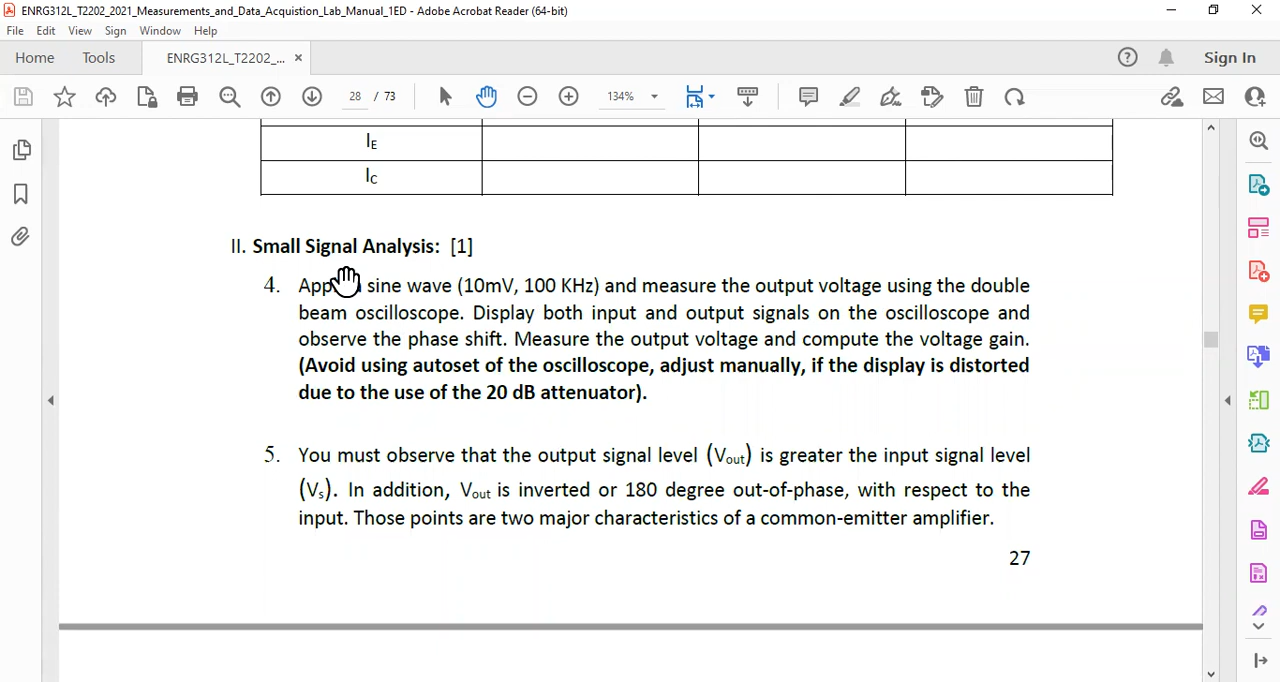 ENRG312L_T2202_2021_Measurements_and_Data_Acquistion_Lab_Manual_1ED - Adobe Acrobat Reader (64-bit)
File Edit View Sign Window Help
Home Tools ENRG312L_T2202_... × Sign In
28 / 73 134%
IE
IC
II. Small Signal Analysis: [1]
4. sine wave (10mV, 100 KHz) and measure the output voltage using the double
beam oscilloscope. Display both input and output signals on the oscilloscope and
observe the phase shift. Measure the output voltage and compute the voltage gain.
(Avoid using autoset of the oscilloscope, adjust manually, if the display is distorted
due to the use of the 20 dB attenuator).
5. You must observe that the output signal level (Vout) is greater the input signal level
(Vs). In addition, Vout is inverted or 180 degree out-of-phase, with respect to the
input. Those points are two major characteristics of a common-emitter amplifier.
27